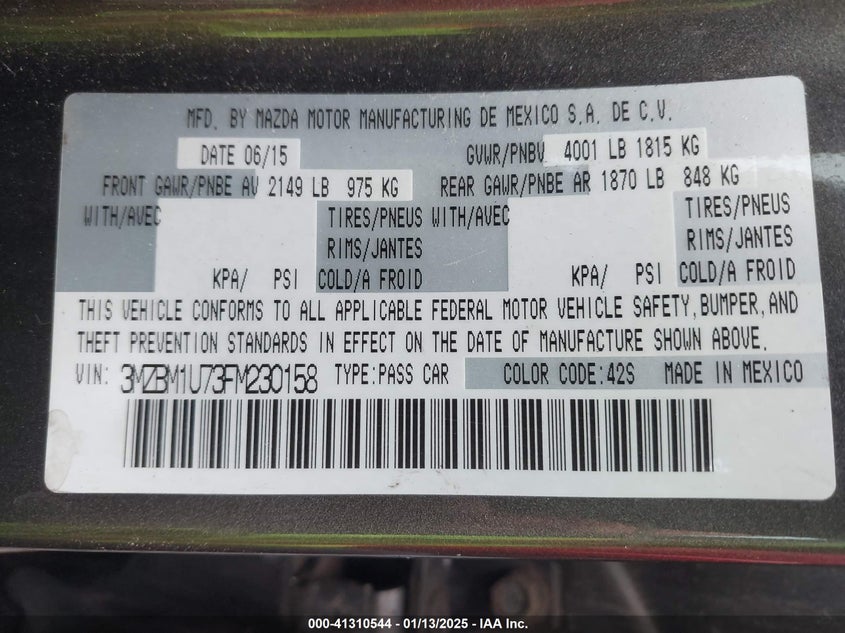 MFD. BY MAZDA MOTOR MANUFACTURING DE MEXICO S.A. DE C.V.
DATE 06/15 GVWR/PNBV 4001 LB 1815 KG
FRONT GAWR/PNBE AV 2149 LB 975 KG REAR GAWR/PNBE AR 1870 LB 848 KG
WITH/AVEC TIRES/PNEUS WITH/AVEC TIRES/PNEUS
RIMS/JANTES RIMS/JANTES
KPA/ PSI COLD/A FROID KPA/ PSI COLD/A FROID
THIS VEHICLE CONFORMS TO ALL APPLICABLE FEDERAL MOTOR VEHICLE SAFETY, BUMPER, AND
THEFT PREVENTION STANDARDS IN EFFECT ON THE DATE OF MANUFACTURE SHOWN ABOVE.
VIN: 3MZBM1U73FM230158 TYPE:PASS CAR COLOR CODE:42S MADE IN MEXICO
000-41310544 - 01/13/2025 - IAA Inc.